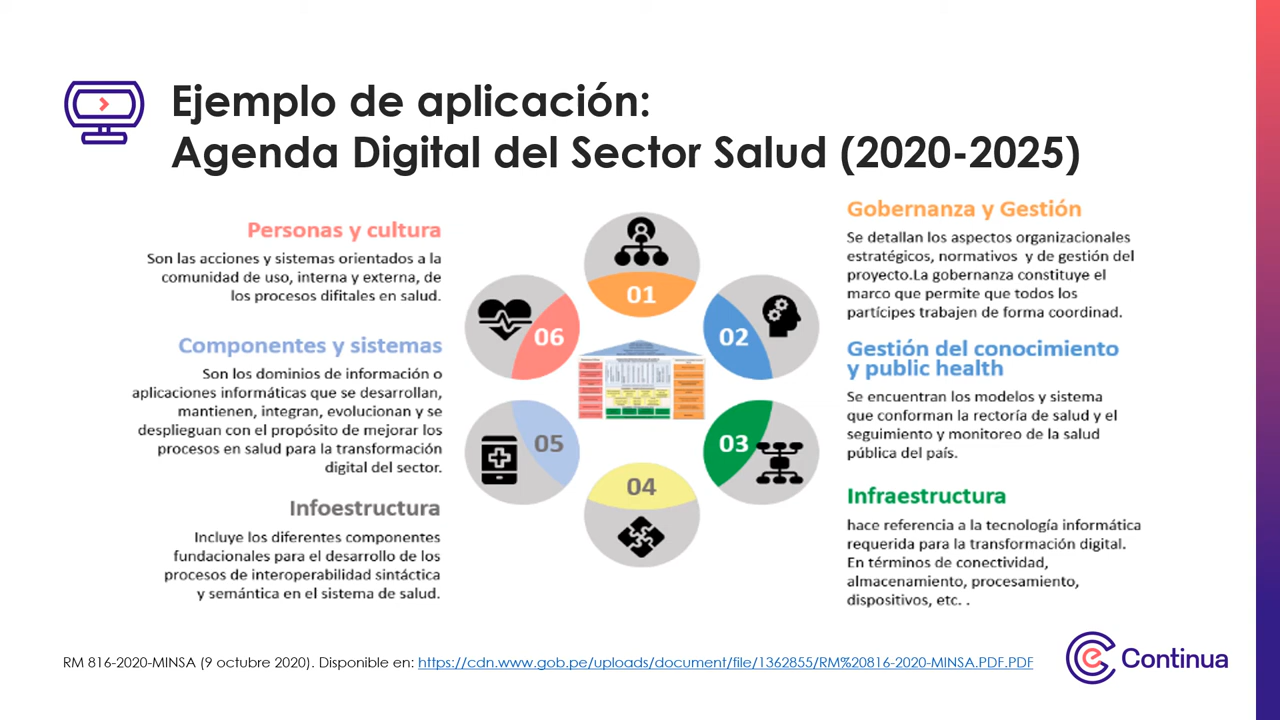 Ejemplo de aplicación:
Agenda Digital del Sector Salud (2020-2025)
Personas y cultura
Son las acciones y sistemas orientados a la
comunidad de uso, interna y externa, de
los procesos difitales en salud.
Componentes y sistemas
Son los dominios de información o
aplicaciones informáticas que se desarrollan,
mantienen, integran, evolucionan y se
desplieguan con el propósito de mejorar los
procesos en salud para la transformación
digital del sector.
Infoestructura
Incluye los diferentes componentes
fundacionales para el desarrollo de los
procesos de interoperabilidad sintáctica
y semántica en el sistema de salud.
01
02
03
04
05
06
Gobernanza y Gestión
Se detallan los aspectos organizacionales
estratégicos, normativos y de gestión del
proyecto.La gobernanza constituye el
marco que permite que todos los
partícipes trabajen de forma coordinad.
Gestión del conocimiento
y public health
Se encuentran los modelos y sistema
que conforman la rectoría de salud y el
seguimiento y monitoreo de la salud
pública del país.
Infraestructura
hace referencia a la tecnología informática
requerida para la transformación digital.
En términos de conectividad,
almacenamiento, procesamiento,
dispositivos, etc. .
RM 816-2020-MINSA (9 octubre 2020). Disponible en: https://cdn.www.gob.pe/uploads/document/file/1362855/RM%20816-2020-MINSA.PDF.PDF
Continua